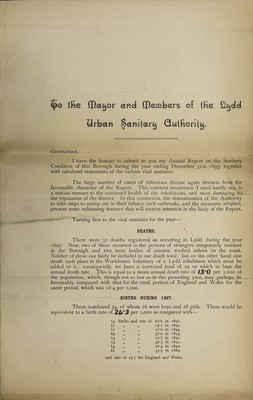 To the Mayor and Members of the Lydd
Urban Sanitary Authority.
GENTLEMEN,
I have the honour to submit to you my Annual Report on the Sanitary
Condition of this Borough during the year ending December 31st 1897, together
with tabulated statements of the various vital statistics.
The large number of cases of infectious disease again detracts from the
favourable character of the Report. This constant recurrence, I need hardly say, is
a serious menace to the continued health of the inhabitants, and most damaging to
the reputation of the district. In this connection, the determination of the Authority
to take steps to stamp out in their infancy such outbreaks, and the measures adopted,
present some redeeming features that will receive attention in the body of the Report.
Turning first to the vital statistics for the year—
DEATHS.
There were 32 deaths registered as occurring in Lydd during the year
1897. Now, two of these occurred in the persons of strangers temporarily resident
in the Borough, and two were bodies of seamen washed ashore on the coast.
Neither of these can fairly be included in our death total; but on the other hand one
death took place in the Workhouse Infirmary of a Lydd inhabitant which must be
added to it; consequently, we have a corrected total of 29 on which to base the
annual death rate. This is equal to a mean annual death rate of 13·0 per 1,000 of
the population, which, though not so low as in the preceding year, may perhaps, be
favourably compared with that for the rural portion of England and Wales for the
same period, which was 16·4 per 1,000.
BIRTHS DURING 1897.
These numbered 54, of whom 26 were boys and 28 girls. These would be
equivalent to a birth rate of 24·3 per 1,000 as compared with—
and rate of 29·7 for England and Wales.